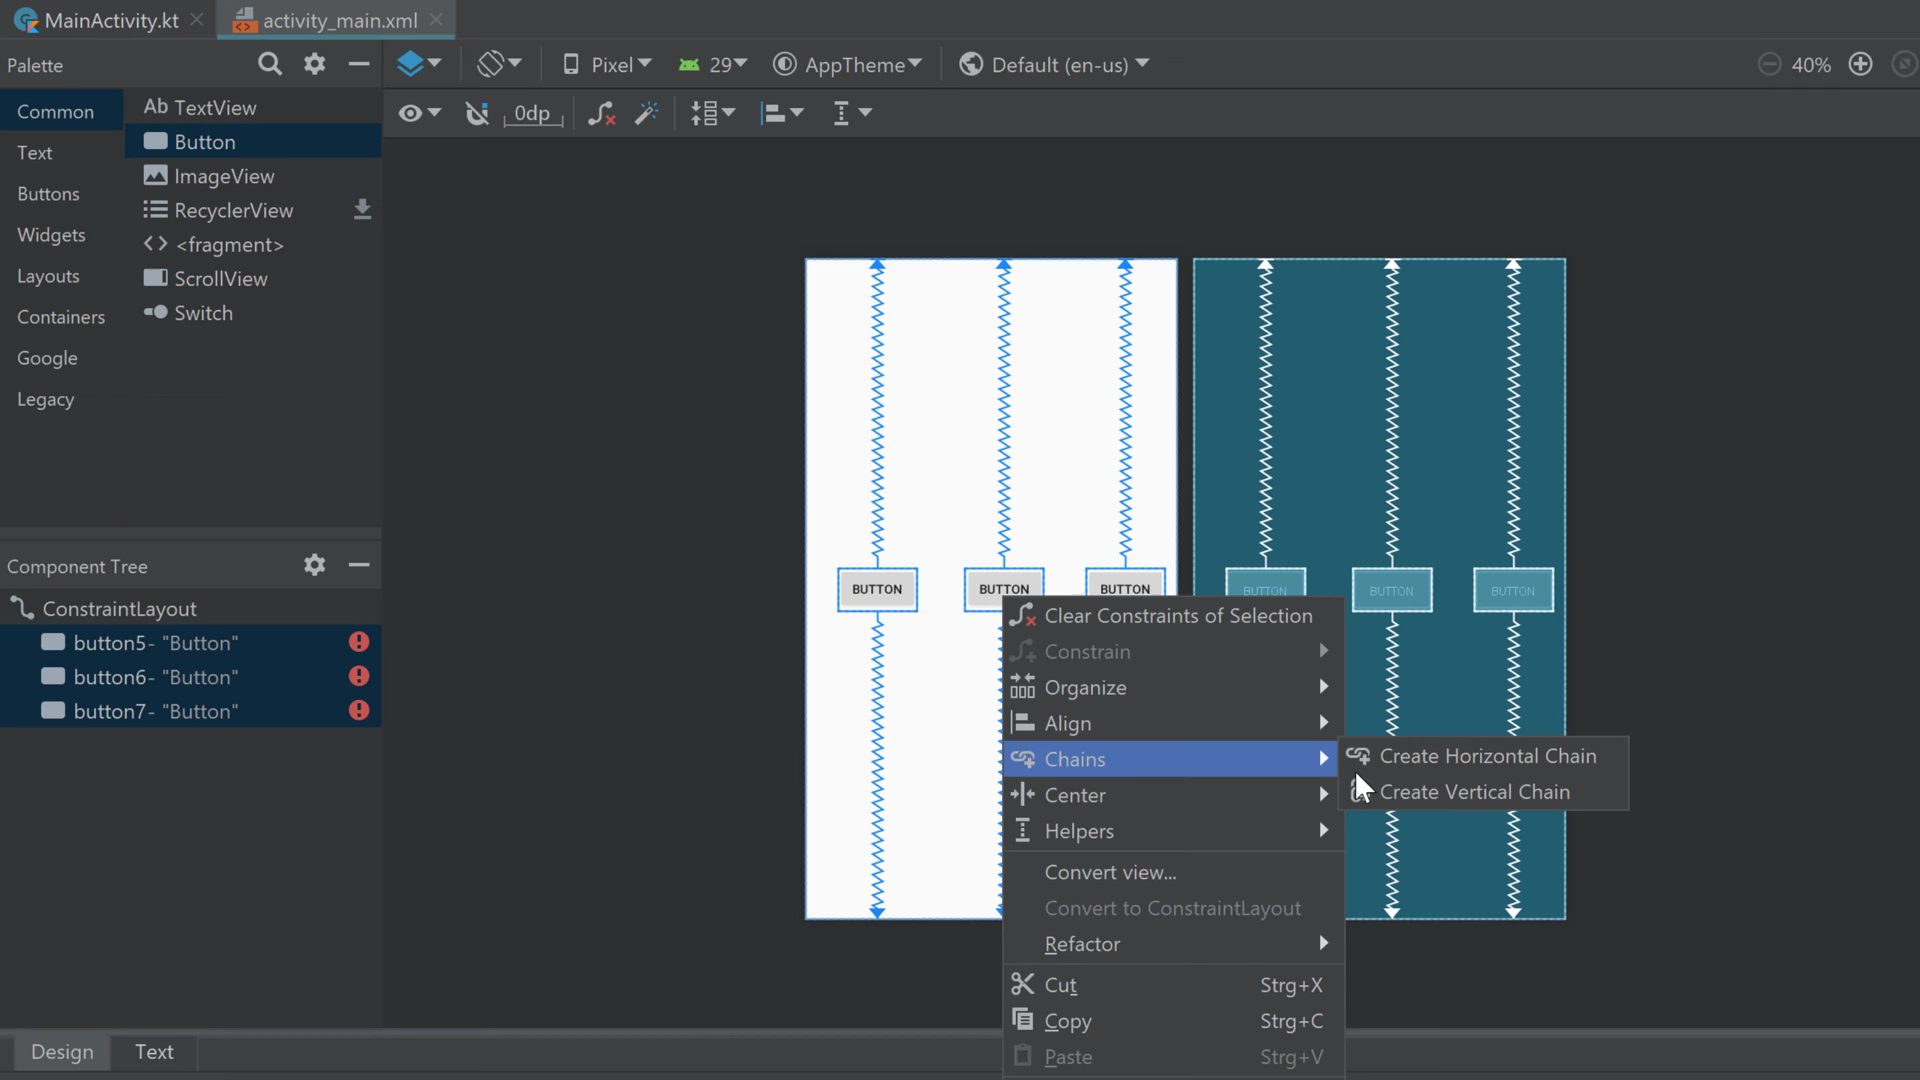 MainActivity.kt
activity_main.xml
Palette
Pixel
29
AppTheme
Default (en-us)
40%
0dp
Common
Text
Buttons
Widgets
Layouts
Containers
Google
Legacy
Ab TextView
Button
ImageView
RecyclerView
<fragment>
ScrollView
Switch
Component Tree
ConstraintLayout
button5- "Button"
button6- "Button"
button7- "Button"
BUTTON
BUTTON
BUTTON
BUTTON
BUTTON
BUTTON
Clear Constraints of Selection
Constrain
Organize
Align
Chains
Center
Helpers
Convert view...
Convert to ConstraintLayout
Refactor
Cut Strg+X
Copy Strg+C
Paste Strg+V
Create Horizontal Chain
Create Vertical Chain
Design
Text